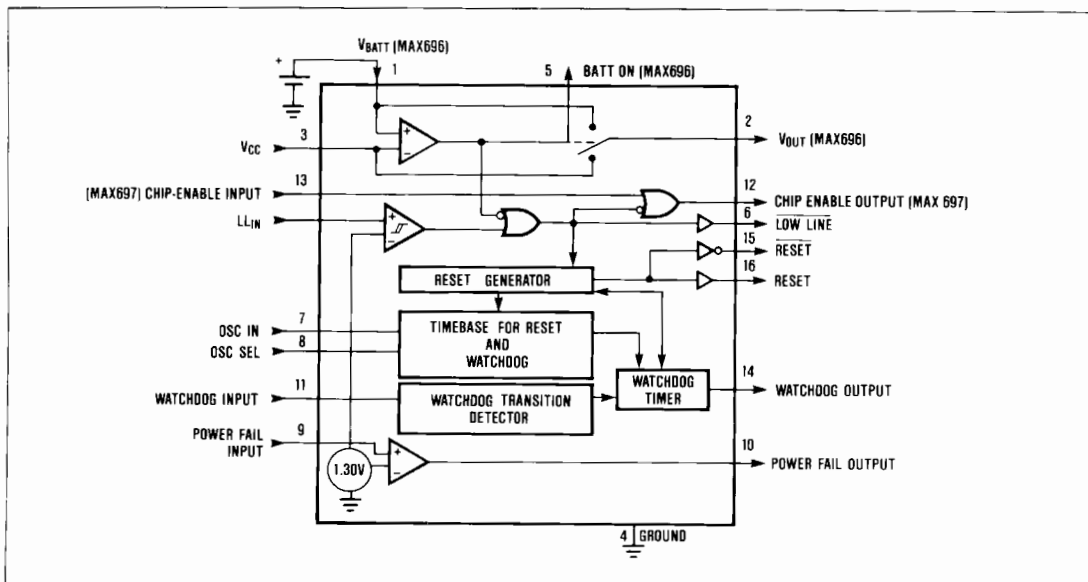 VBATT (MAX696)
1
5 BATT ON (MAX696)
+
+
−
2
VOUT (MAX696)
3
VCC
13
(MAX697) CHIP-ENABLE INPUT
12
CHIP ENABLE OUTPUT (MAX 697)
LLIN
+
−
6
LOW LINE
15
RESET
16
RESET
RESET GENERATOR
7
OSC IN
8
OSC SEL
TIMEBASE FOR RESET
AND
WATCHDOG
11
WATCHDOG INPUT
WATCHDOG TRANSITION
DETECTOR
WATCHDOG
TIMER
14
WATCHDOG OUTPUT
9
POWER FAIL
INPUT
+
−
10
POWER FAIL OUTPUT
1.30V
4 GROUND